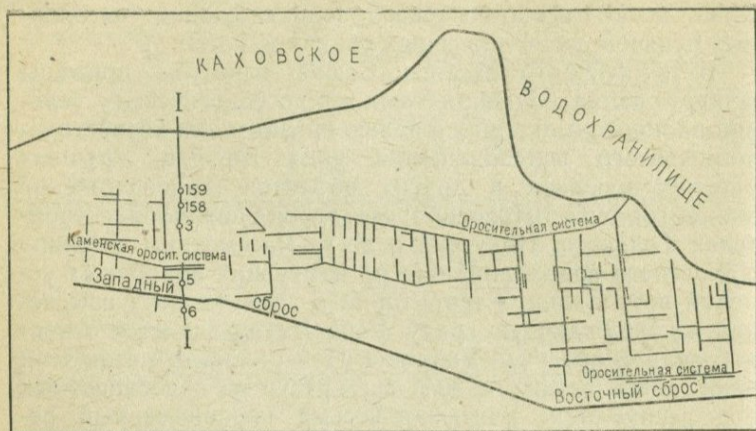 КАХОВСКОЕ
ВОДОХРАНИЛИЩЕ
I
159
158
3
Оросительная система
Каменская оросит. система
5
Западный
сброс
6
I
Оросительная система
Восточный сброс